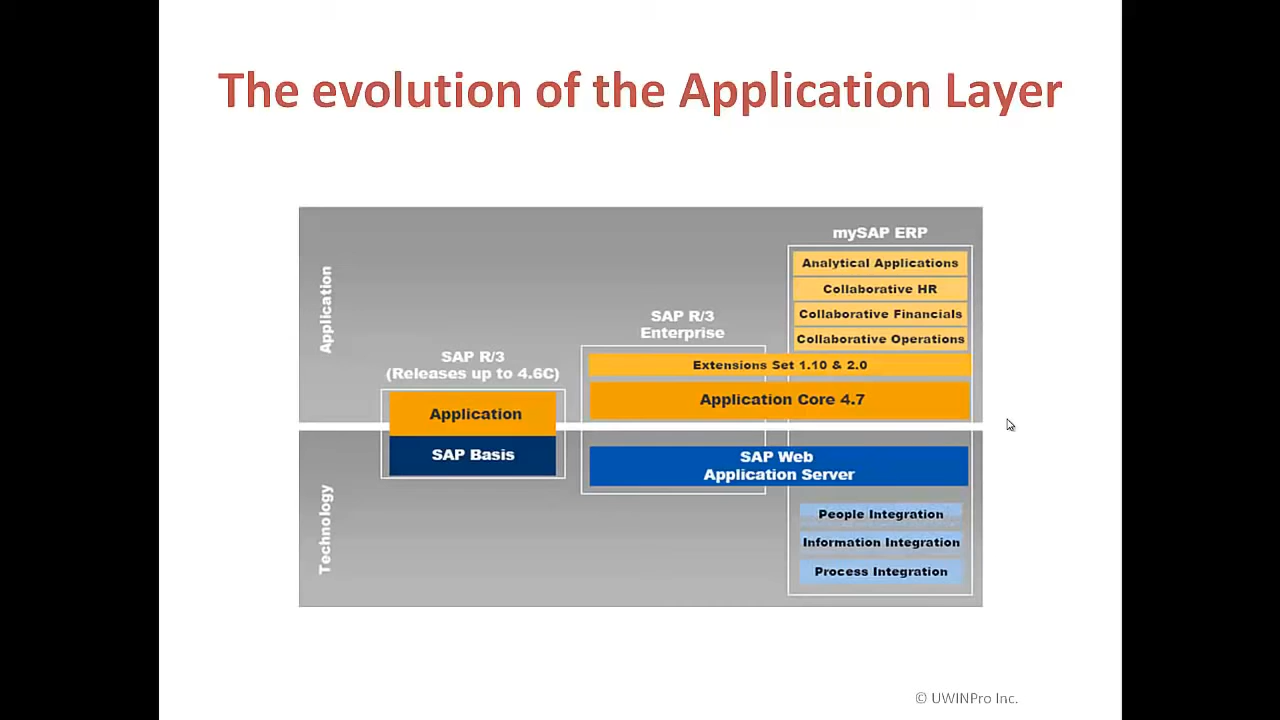 The evolution of the Application Layer
Application
Technology
SAP R/3
(Releases up to 4.6C)
Application
SAP Basis
SAP R/3
Enterprise
mySAP ERP
Analytical Applications
Collaborative HR
Collaborative Financials
Collaborative Operations
Extensions Set 1.10 & 2.0
Application Core 4.7
SAP Web
Application Server
People Integration
Information Integration
Process Integration
© UWINPro Inc.